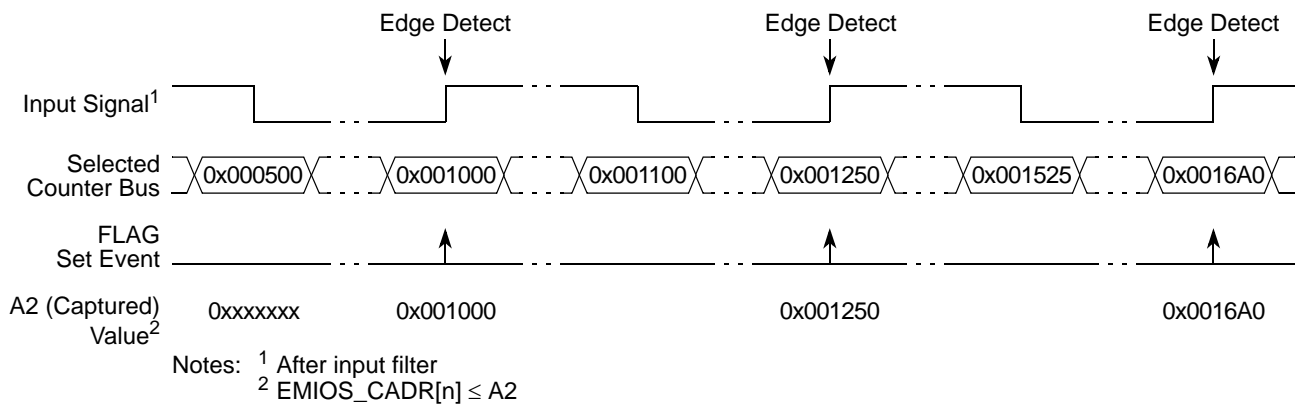 Edge Detect Edge Detect Edge Detect
Input Signal1
Selected
Counter Bus
0x000500 0x001000 0x001100 0x001250 0x001525 0x0016A0
FLAG
Set Event
A2 (Captured)
Value2
0xxxxxxx 0x001000 0x001250 0x0016A0
Notes: 1 After input filter
2 EMIOS_CADR[n] ≤ A2